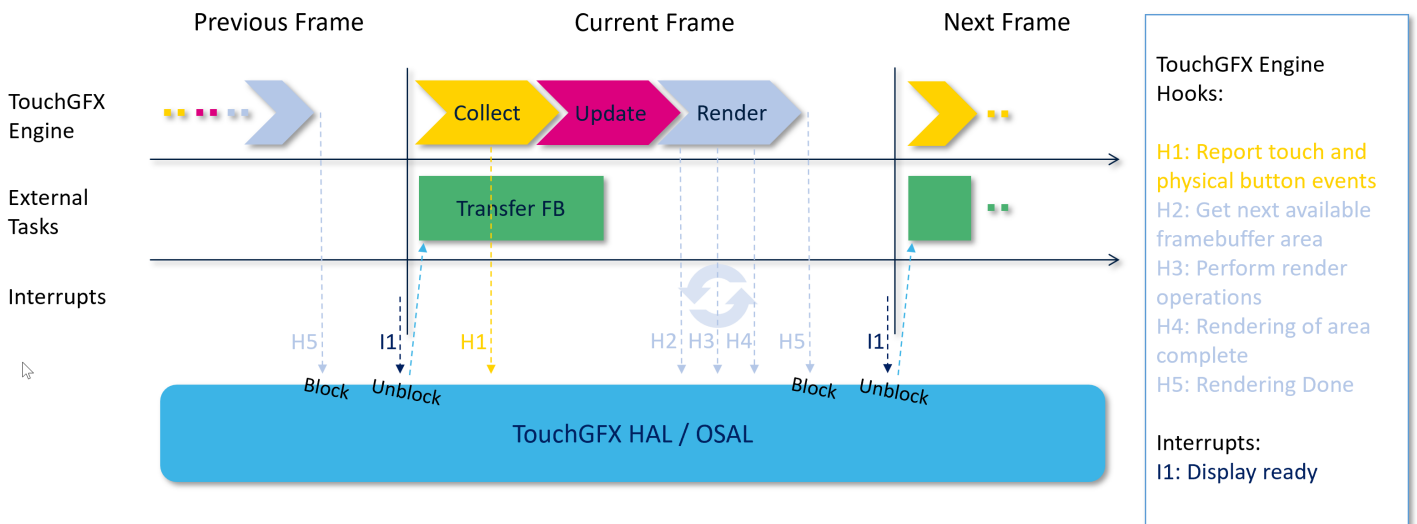 Previous Frame
Current Frame
Next Frame
TouchGFX
Engine
Collect
Update
Render
External
Tasks
Transfer FB
Interrupts
H5
I1
H1
H2
H3
H4
H5
I1
Block
Unblock
Block
Unblock
TouchGFX HAL / OSAL
TouchGFX Engine
Hooks:
H1: Report touch and
physical button events
H2: Get next available
framebuffer area
H3: Perform render
operations
H4: Rendering of area
complete
H5: Rendering Done
Interrupts:
I1: Display ready